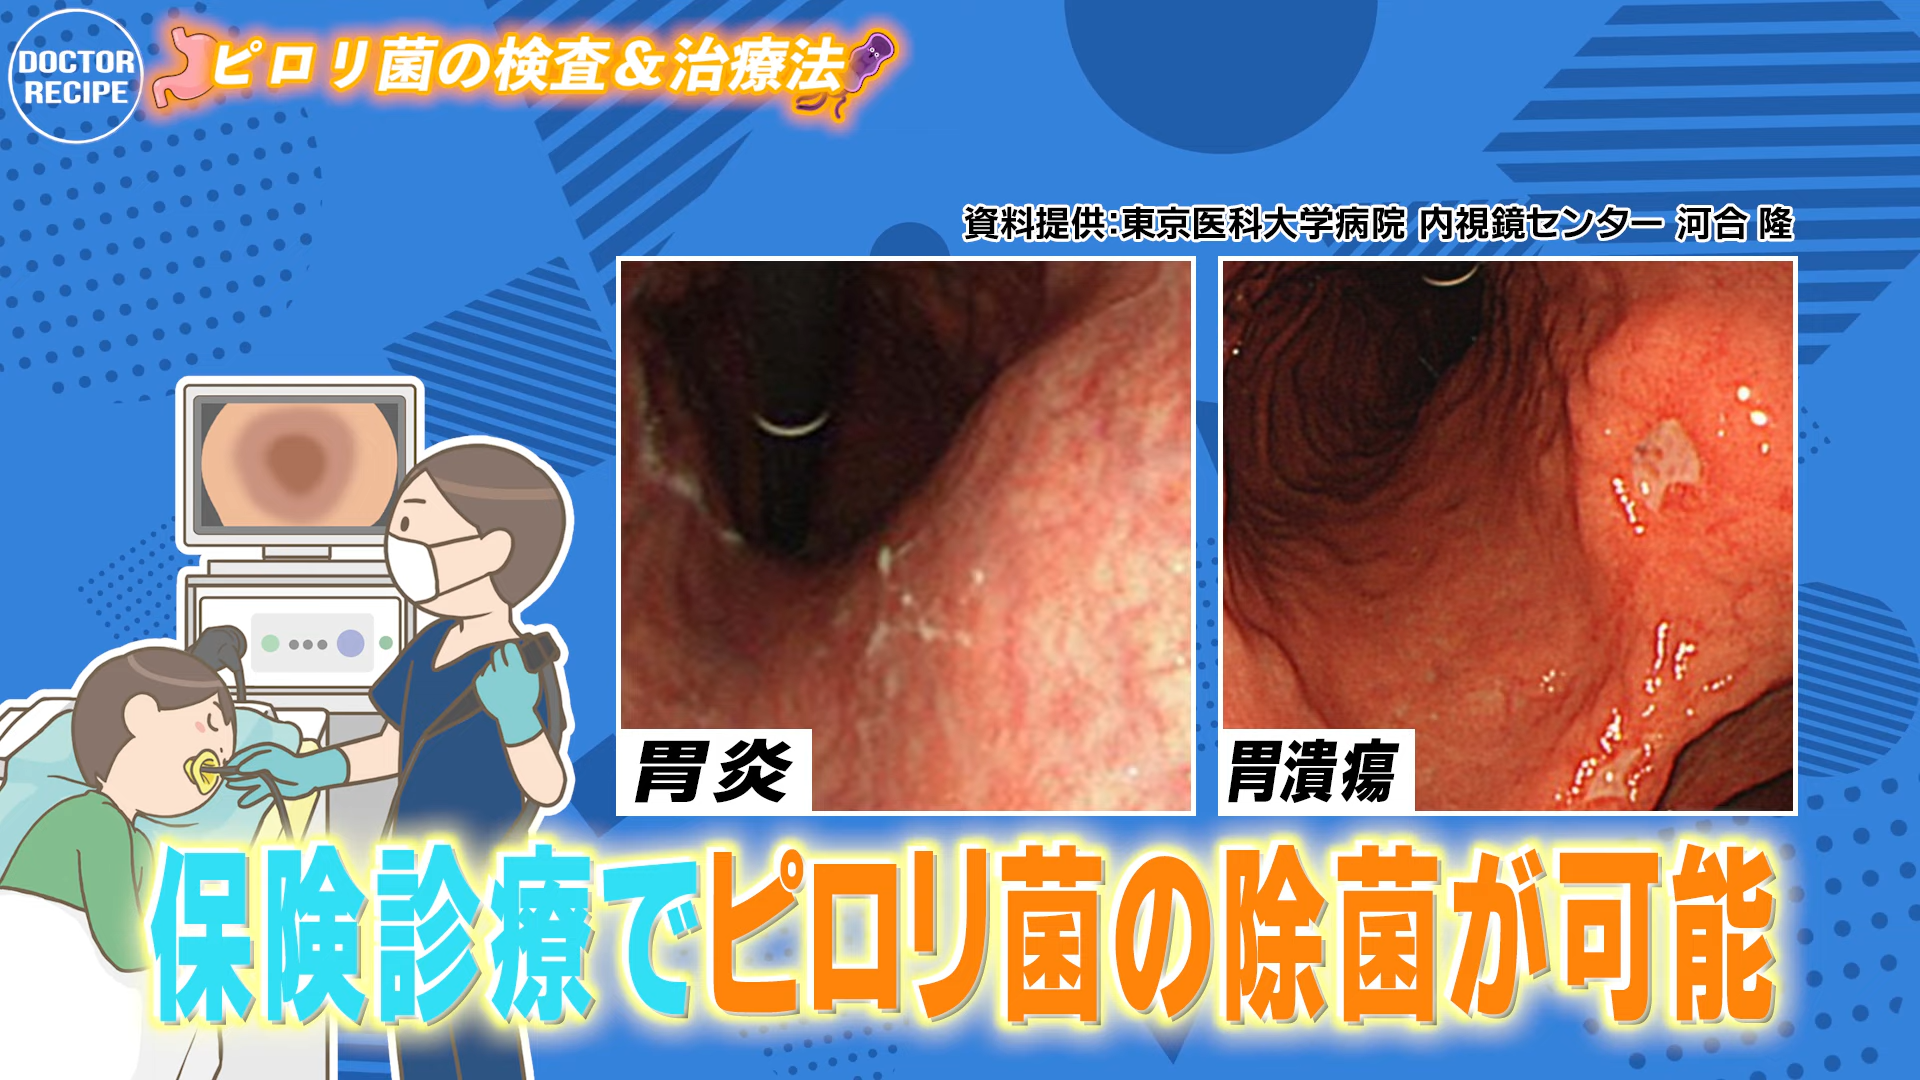 DOCTOR
RECIPE
ピロリ菌の検査&治療法
資料提供:東京医科大学病院 内視鏡センター 河合 隆
胃炎
胃潰瘍
保険診療でピロリ菌の除菌が可能